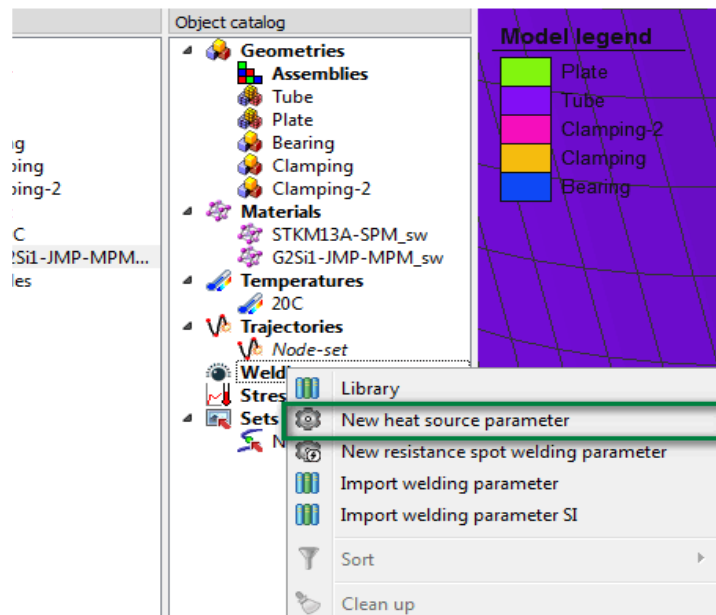 Object catalog
Geometries
Assemblies
Tube
Plate
Bearing
Clamping
Clamping-2
Materials
STKM13A-SPM_sw
G2Si1-JMP-MPM_sw
Temperatures
20C
Trajectories
Node-set
Weldi
Stres
Sets
N
ng
ping
ping-2
C
2Si1-JMP-MPM...
les
Model legend
Plate
Tube
Clamping-2
Clamping
Bearing
Library
New heat source parameter
New resistance spot welding parameter
Import welding parameter
Import welding parameter SI
Sort
Clean up